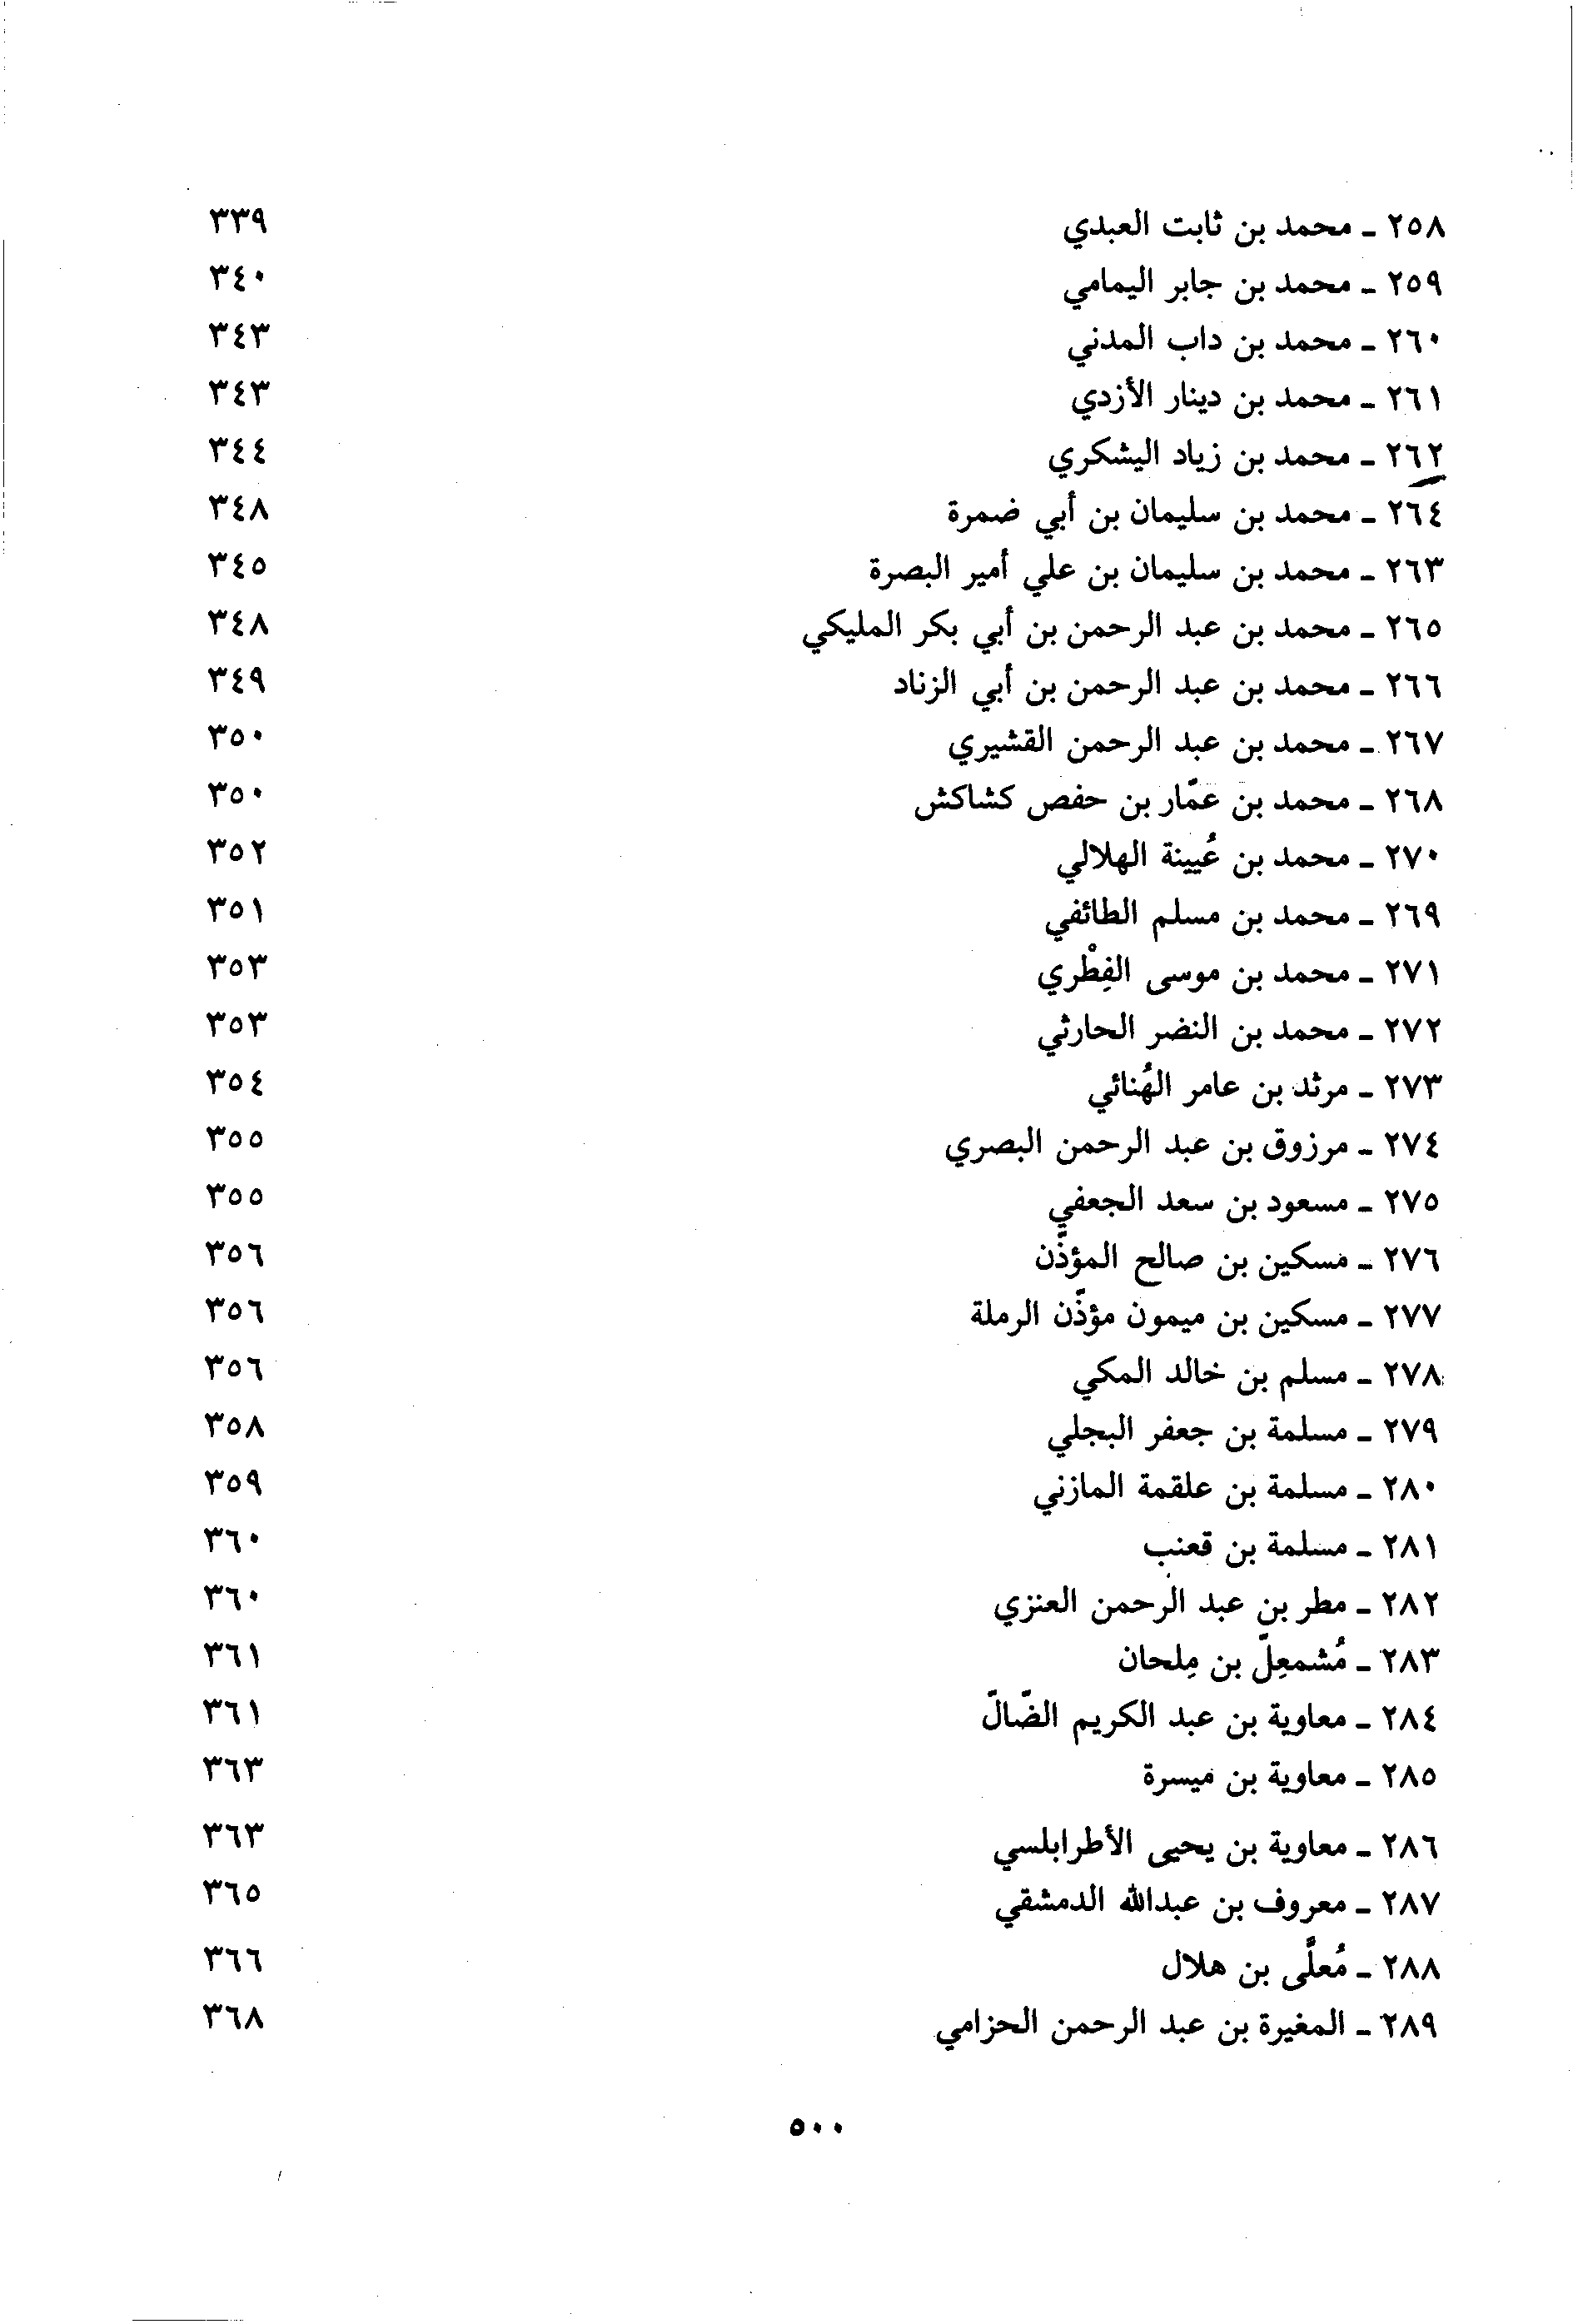 ٢٥٨ ـ محمد بن ثابت العبدي ٣٣٩
٢٥٩ ـ محمد بن جابر اليمامي ٣٤٠
٢٦٠ ـ محمد بن داب المدني ٣٤٣
٢٦١ ـ محمد بن دينار الأزدي ٣٤٣
٢٦٢ ـ محمد بن زياد اليشكري ٣٤٤
٢٦٤ ـ محمد بن سليمان بن أبي ضمرة ٣٤٨
٢٦٣ ـ محمد بن سليمان بن علي أمير البصرة ٣٤٥
٢٦٥ ـ محمد بن عبد الرحمن بن أبي بكر المليكي ٣٤٨
٢٦٦ ـ محمد بن عبد الرحمن بن أبي الزناد ٣٤٩
٢٦٧ ـ محمد بن عبد الرحمن القشيري ٣٥٠
٢٦٨ ـ محمد بن عمّار بن حفص كشاكش ٣٥٠
٢٧٠ ـ محمد بن عُيينة الهلالي ٣٥٢
٢٦٩ ـ محمد بن مسلم الطائفي ٣٥١
٢٧١ ـ محمد بن موسى الفِطْري ٣٥٣
٢٧٢ ـ محمد بن النضر الحارثي ٣٥٣
٢٧٣ ـ مرثد بن عامر الهُنائي ٣٥٤
٢٧٤ ـ مرزوق بن عبد الرحمن البصري ٣٥٥
٢٧٥ ـ مسعود بن سعد الجعفي ٣٥٥
٢٧٦ ـ مسكين بن صالح المؤذّن ٣٥٦
٢٧٧ ـ مسكين بن ميمون مؤذّن الرملة ٣٥٦
٢٧٨ ـ مسلم بن خالد المكي ٣٥٦
٢٧٩ ـ مسلمة بن جعفر البجلي ٣٥٨
٢٨٠ ـ مسلمة بن علقمة المازني ٣٥٩
٢٨١ ـ مسلمة بن قعنب ٣٦٠
٢٨٢ ـ مطر بن عبد الرحمن العنزي ٣٦٠
٢٨٣ ـ مُشمعِلّ بن مِلحان ٣٦١
٢٨٤ ـ معاوية بن عبد الكريم الضّالّ ٣٦١
٢٨٥ ـ معاوية بن ميسرة ٣٦٣
٢٨٦ ـ معاوية بن يحيى الأطرابلسي ٣٦٣
٢٨٧ ـ معروف بن عبدالله الدمشقي ٣٦٥
٢٨٨ ـ مُعلَّى بن هلال ٣٦٦
٢٨٩ ـ المغيرة بن عبد الرحمن الحزامي ٣٦٨
٥٠٠